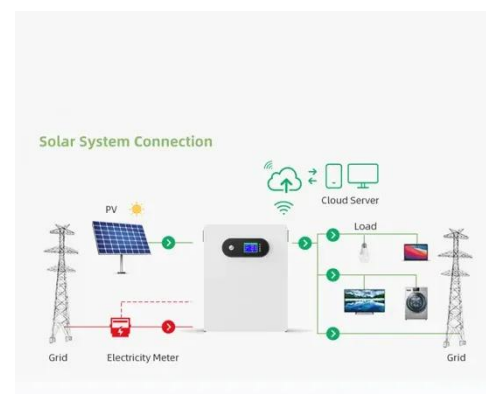 Solar System Connection
Cloud Server
PV
Load
Grid
Electricity Meter
Grid